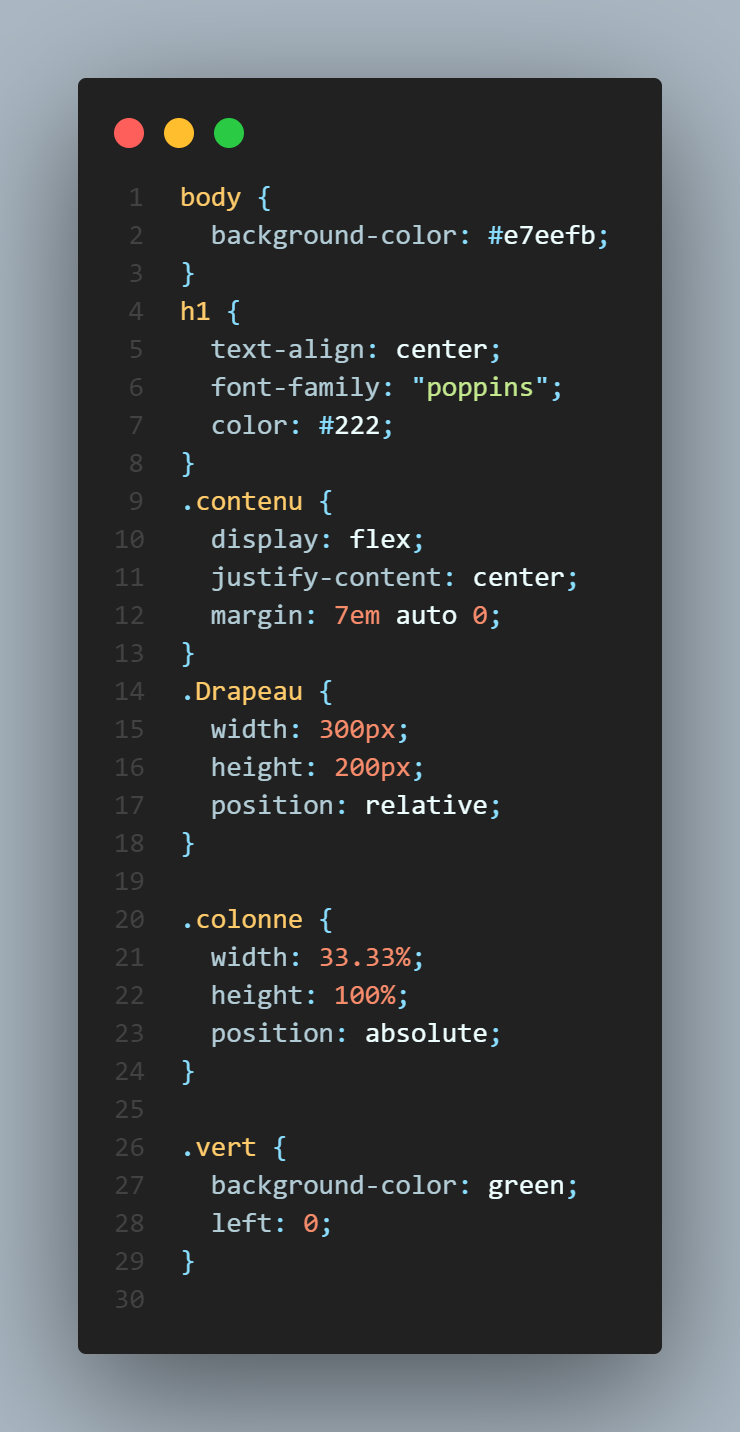 1 body {
2   background-color: #e7eefb;
3 }
4 h1 {
5   text-align: center;
6   font-family: "poppins";
7   color: #222;
8 }
9 .contenu {
10   display: flex;
11   justify-content: center;
12   margin: 7em auto 0;
13 }
14 .Drapeau {
15   width: 300px;
16   height: 200px;
17   position: relative;
18 }
19
20 .colonne {
21   width: 33.33%;
22   height: 100%;
23   position: absolute;
24 }
25
26 .vert {
27   background-color: green;
28   left: 0;
29 }
30